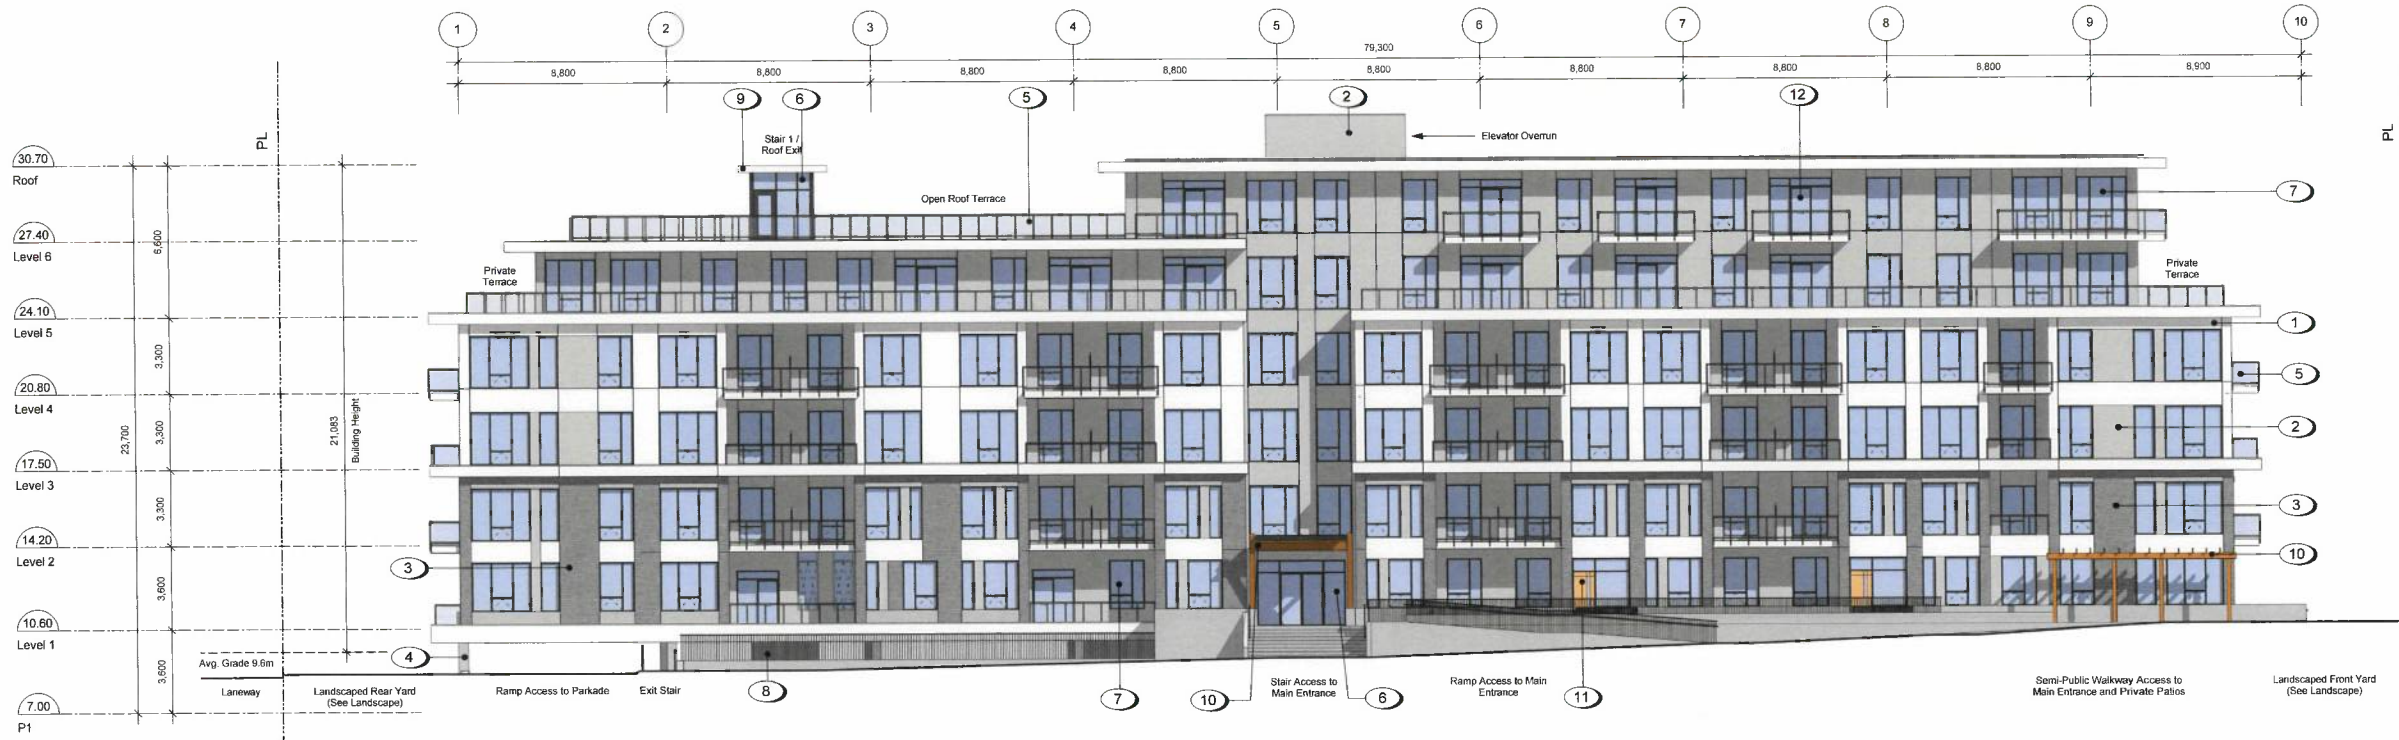 1 2 3 4 5 6 7 8 9 10
79,300
8,800 8,800 8,800 8,800 8,800 8,800 8,800 8,800 8,900
9 6 5 2 12
PL
PL
Stair 1 /
Roof Exit
Elevator Overrun
Open Roof Terrace
30.70
Roof
7
27.40
Level 6
6,600
Private
Terrace
Private
Terrace
24.10
Level 5
1
3,300
5
20.80
Level 4
23,700
3,300
21,083
Building Height
2
17.50
Level 3
3,300
3
14.20
Level 2
10
3
3,600
10.60
Level 1
4
Avg. Grade 9.6m
3,600
Laneway
Landscaped Rear Yard
(See Landscape)
Ramp Access to Parkade
Exit Stair
8
7
10
Stair Access to
Main Entrance
6
Ramp Access to Main
Entrance
11
Semi-Public Walkway Access to
Main Entrance and Private Patios
Landscaped Front Yard
(See Landscape)
7.00
P1